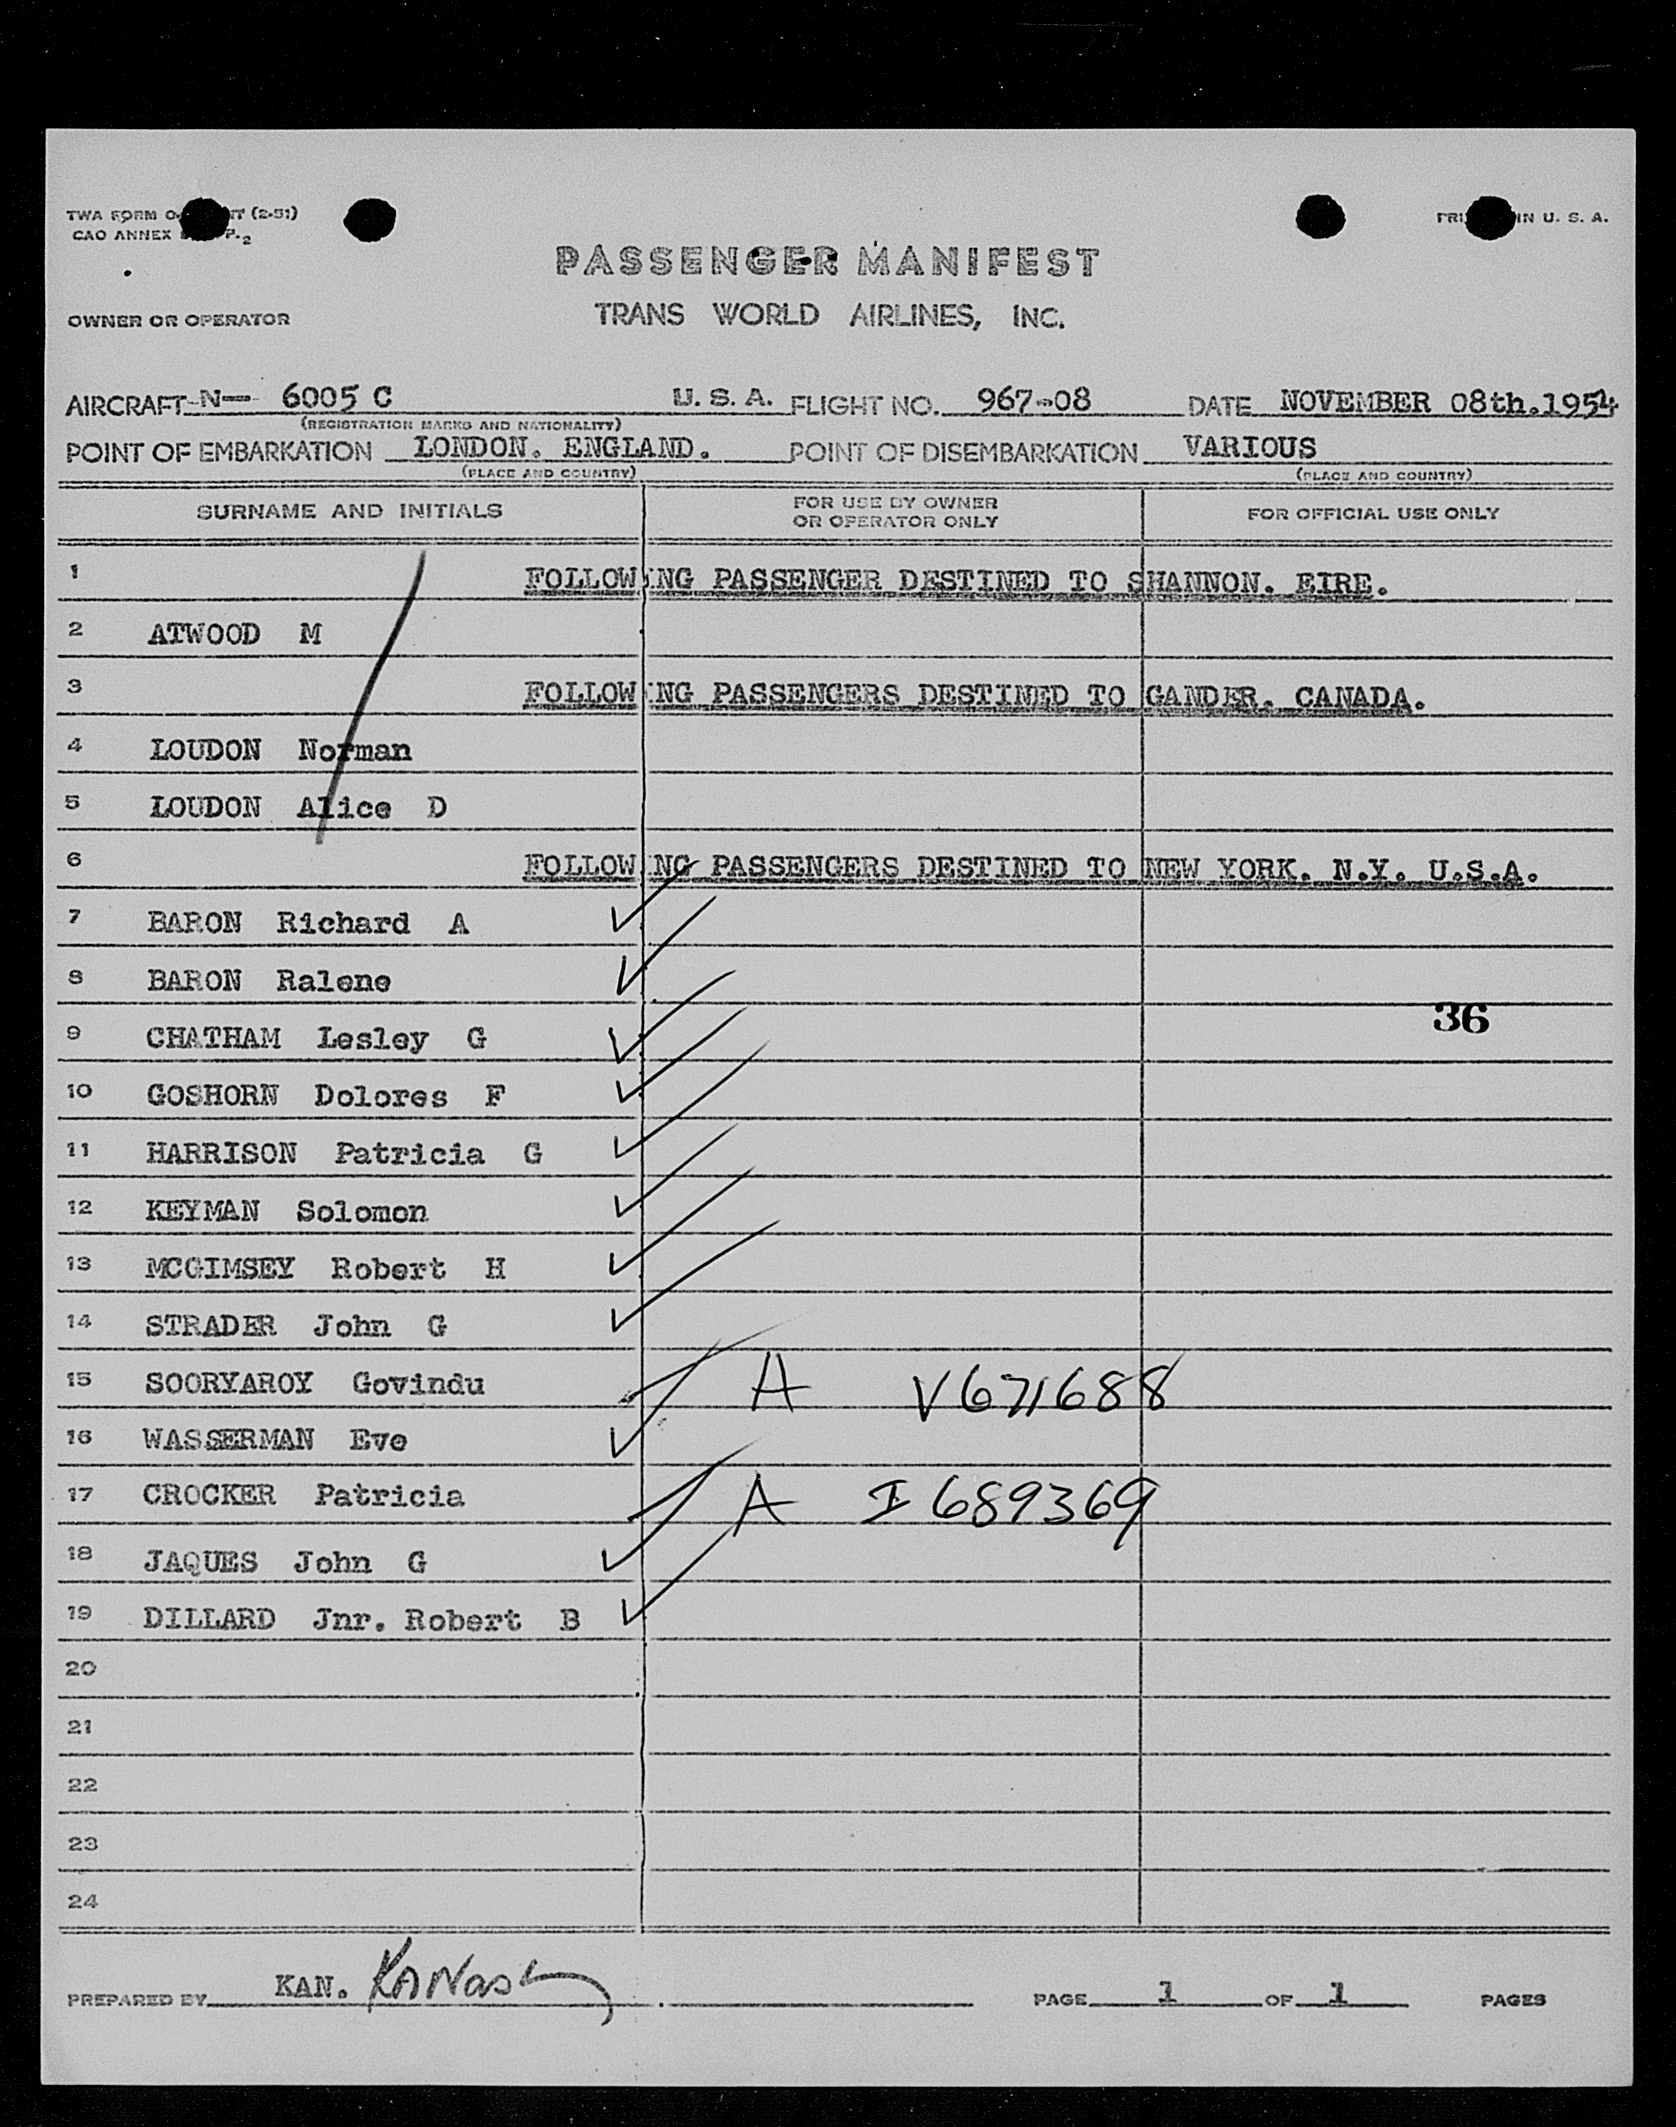 TWA FORM O- NT (2-51)
PRI IN U. S. A.
CAO ANNEX P.2
PASSENGER MANIFEST
OWNER OR OPERATOR
TRANS WORLD AIRLINES, INC.
AIRCRAFT N— 6005 C U. S. A. FLIGHT NO. 967-08 DATE NOVEMBER 08th.1954
(REGISTRATION MARKS AND NATIONALITY)
POINT OF EMBARKATION LONDON. ENGLAND. POINT OF DISEMBARKATION VARIOUS
(PLACE AND COUNTRY) (PLACE AND COUNTRY)
SURNAME AND INITIALS FOR USE BY OWNER OR OPERATOR ONLY FOR OFFICIAL USE ONLY
1 FOLLOWING PASSENGER DESTINED TO SHANNON. EIRE.
2 ATWOOD M
3 FOLLOWING PASSENGERS DESTINED TO GANDER. CANADA.
4 LOUDON Norman
5 LOUDON Alice D
6 FOLLOWING PASSENGERS DESTINED TO NEW YORK. N.Y. U.S.A.
7 BARON Richard A
8 BARON Ralene
36
9 CHATHAM Lesley G
10 GOSHORN Dolores F
11 HARRISON Patricia G
12 KEYMAN Solomon
13 MCGIMSEY Robert H
14 STRADER John G
15 SOORYAROY Govindu A V671688
16 WASSERMAN Eve
17 CROCKER Patricia A I 689369
18 JAQUES John G
19 DILLARD Jnr. Robert B
20
21
22
23
24
PREPARED BY KAN. KANash PAGE 1 OF 1 PAGES